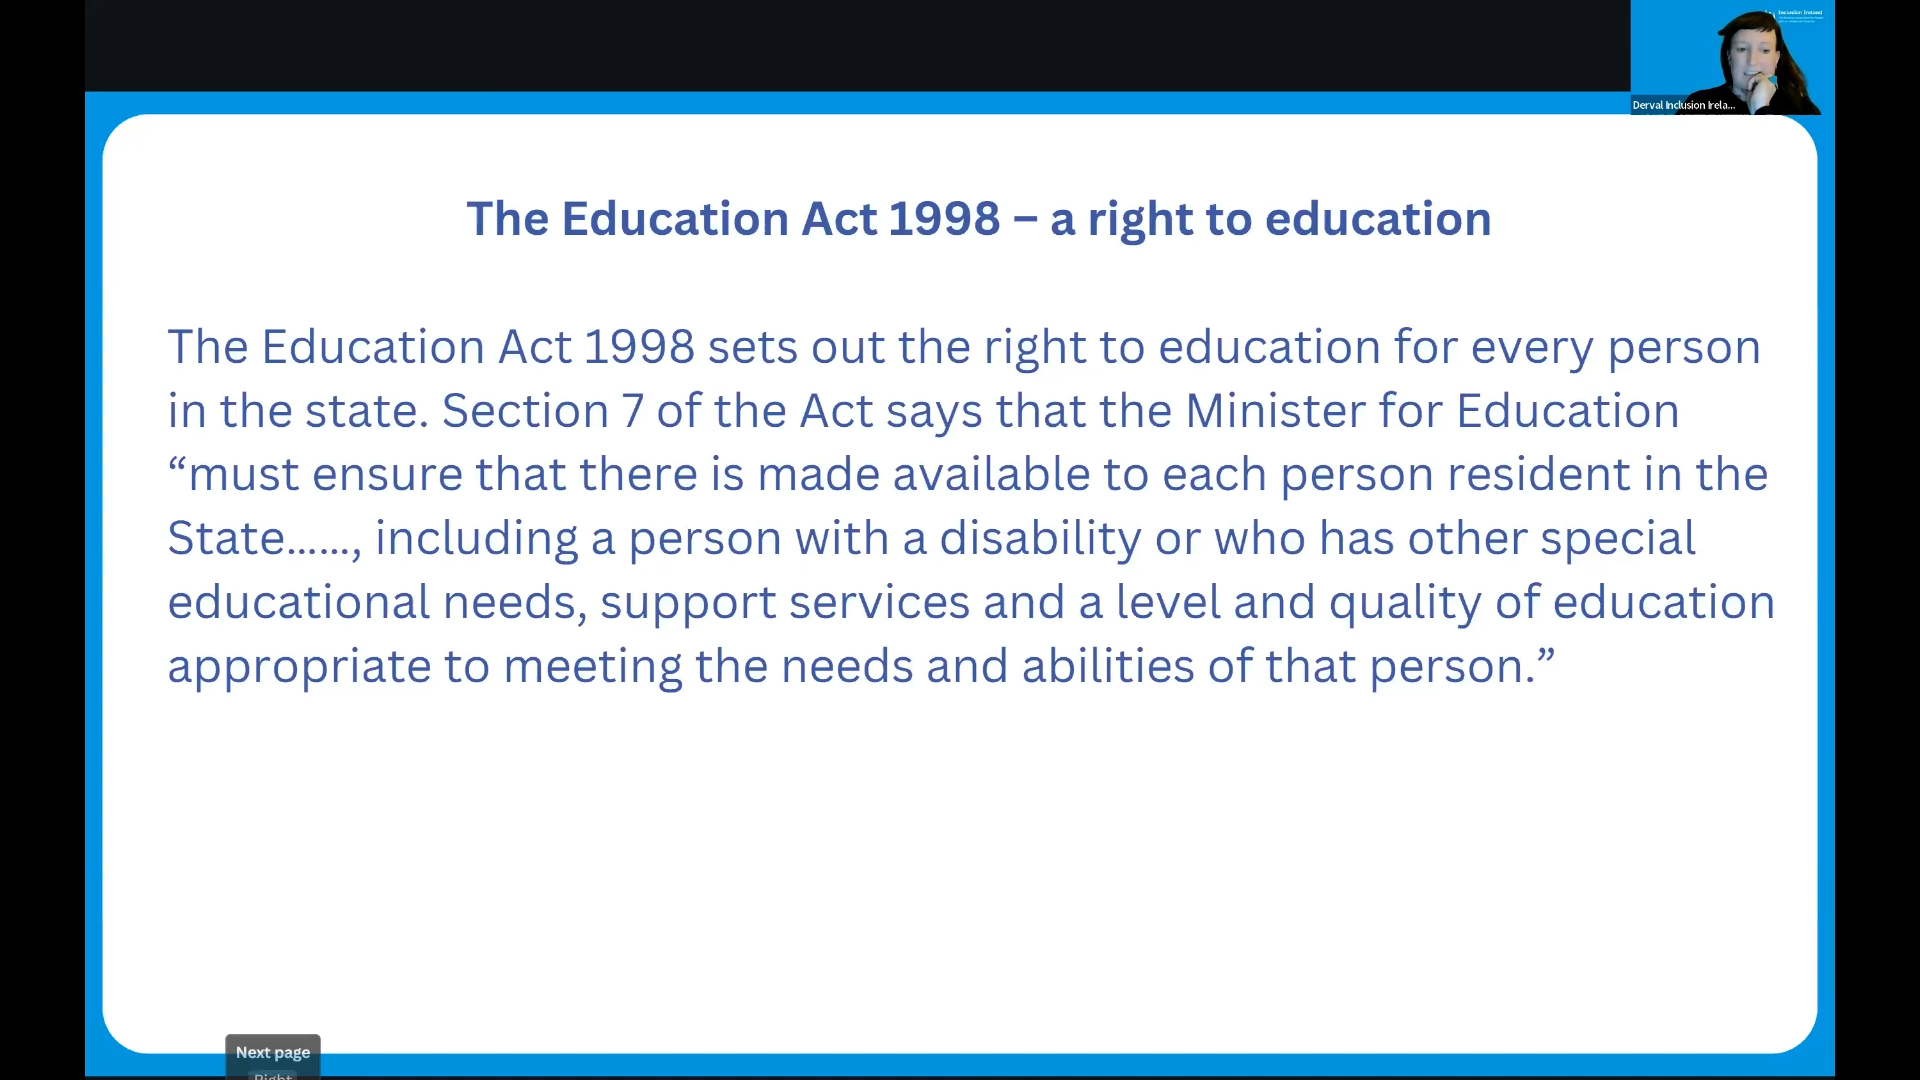 Inclusion Ireland
Derval Inclusion Irela...
The Education Act 1998 – a right to education
The Education Act 1998 sets out the right to education for every person
in the state. Section 7 of the Act says that the Minister for Education
“must ensure that there is made available to each person resident in the
State......, including a person with a disability or who has other special
educational needs, support services and a level and quality of education
appropriate to meeting the needs and abilities of that person.”
Next page
Right